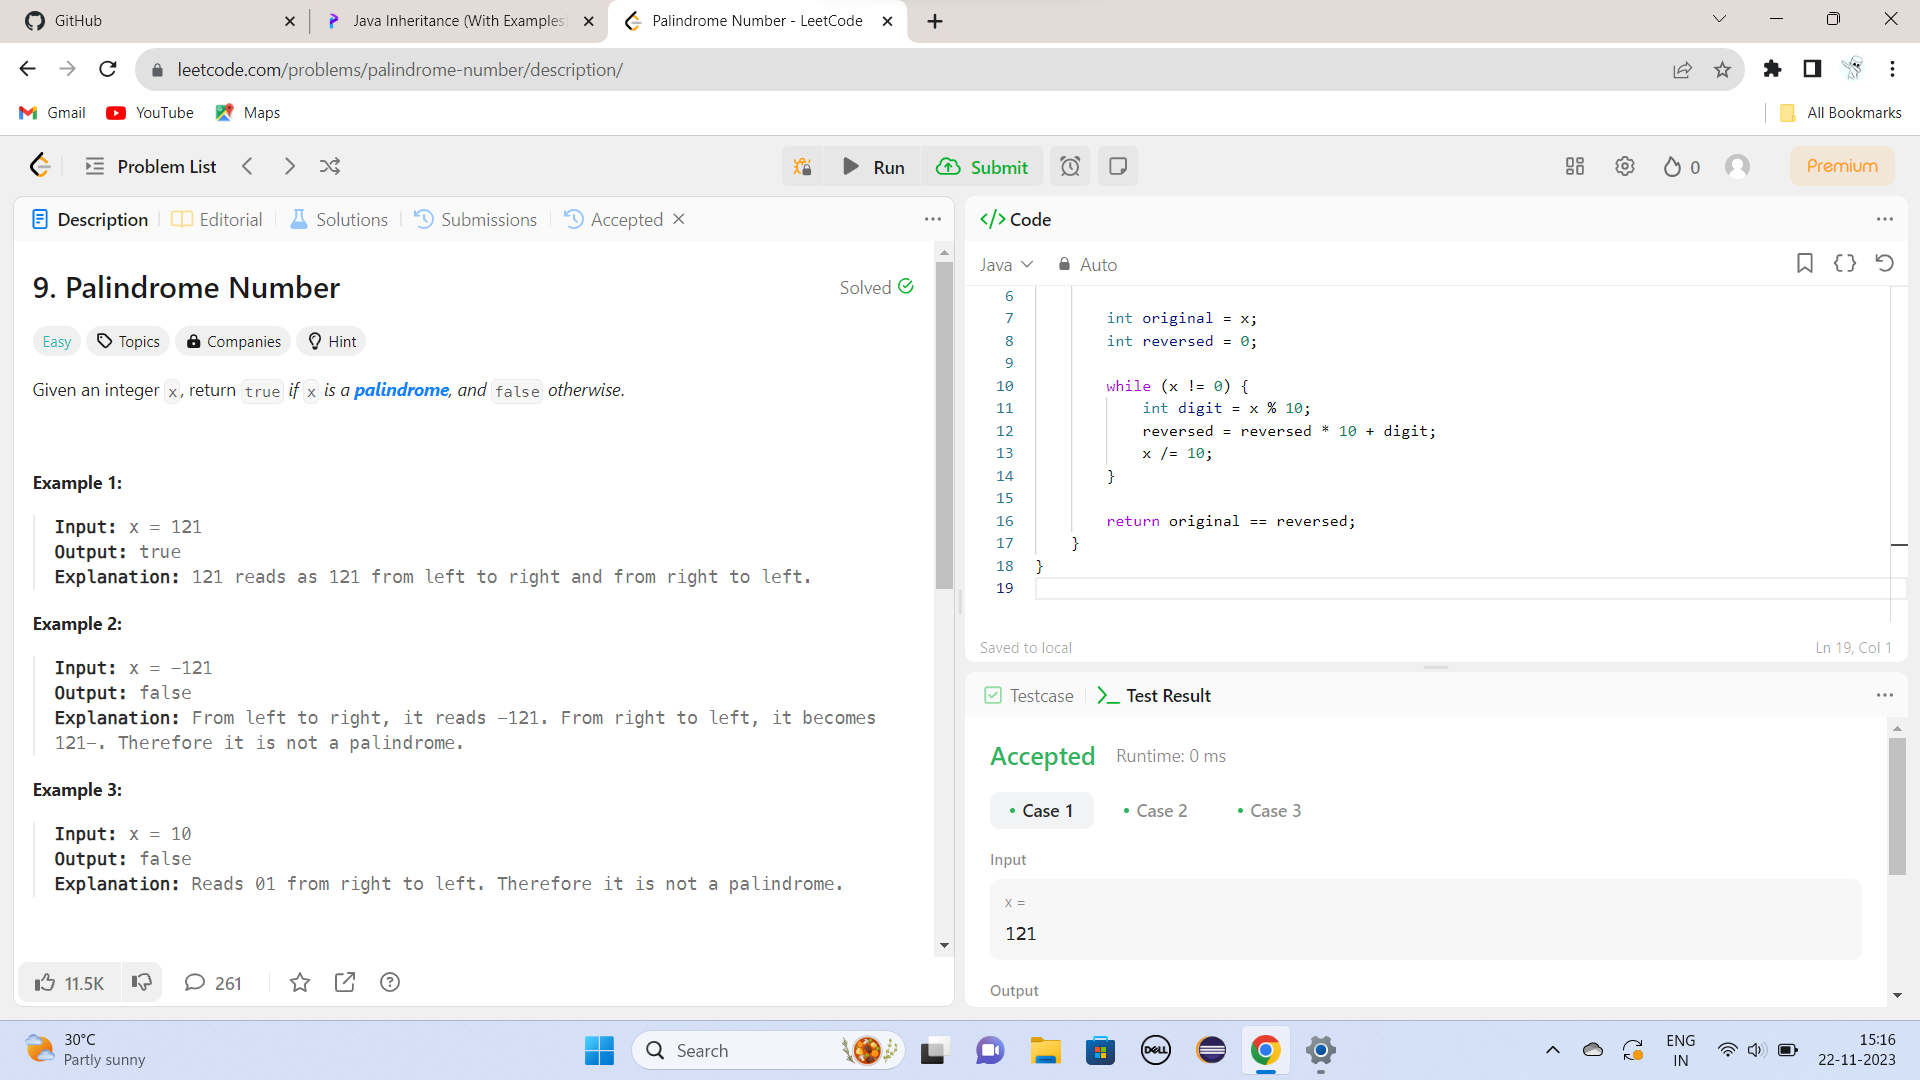 GitHub
Java Inheritance (With Examples)
Palindrome Number - LeetCode
leetcode.com/problems/palindrome-number/description/
Gmail YouTube Maps All Bookmarks
Problem List Run Submit 0 Premium
Description Editorial Solutions Submissions Accepted
9. Palindrome Number
Solved
Easy Topics Companies Hint
Given an integer x, return true if x is a palindrome, and false otherwise.
Example 1:
Input: x = 121
Output: true
Explanation: 121 reads as 121 from left to right and from right to left.
Example 2:
Input: x = -121
Output: false
Explanation: From left to right, it reads -121. From right to left, it becomes
121-. Therefore it is not a palindrome.
Example 3:
Input: x = 10
Output: false
Explanation: Reads 01 from right to left. Therefore it is not a palindrome.
11.5K 261
</> Code
Java Auto
6
7 int original = x;
8 int reversed = 0;
9
10 while (x != 0) {
11 int digit = x % 10;
12 reversed = reversed * 10 + digit;
13 x /= 10;
14 }
15
16 return original == reversed;
17 }
18 }
19
Saved to local Ln 19, Col 1
Testcase >_ Test Result
Accepted Runtime: 0 ms
• Case 1 • Case 2 • Case 3
Input
x =
121
Output
30°C
Partly sunny
Search
DELL
ENG
IN
15:16
22-11-2023